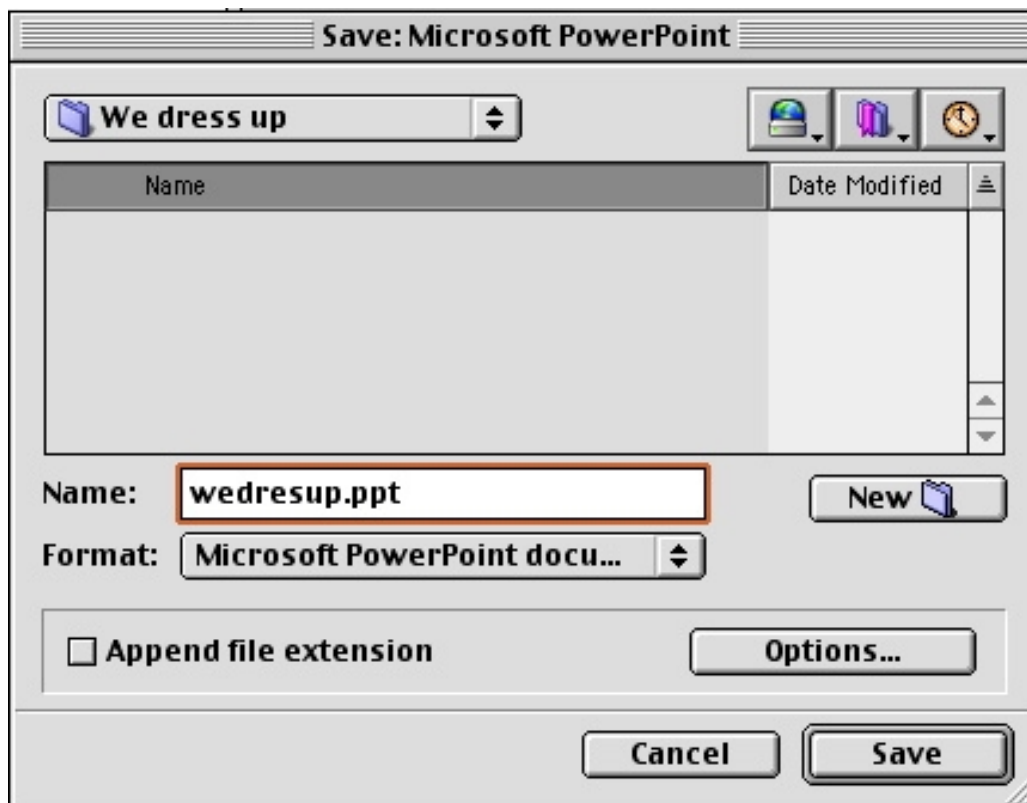 Save: Microsoft PowerPoint
We dress up
Name Date Modified
Name: wedresup.ppt New
Format: Microsoft PowerPoint docu...
Append file extension Options...
Cancel Save